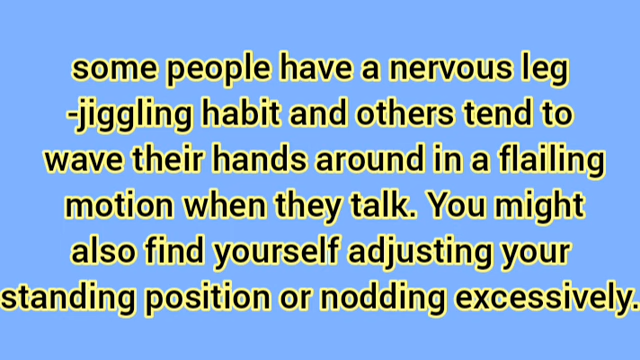 some people have a nervous leg
-jiggling habit and others tend to
wave their hands around in a flailing
motion when they talk. You might
also find yourself adjusting your
standing position or nodding excessively.